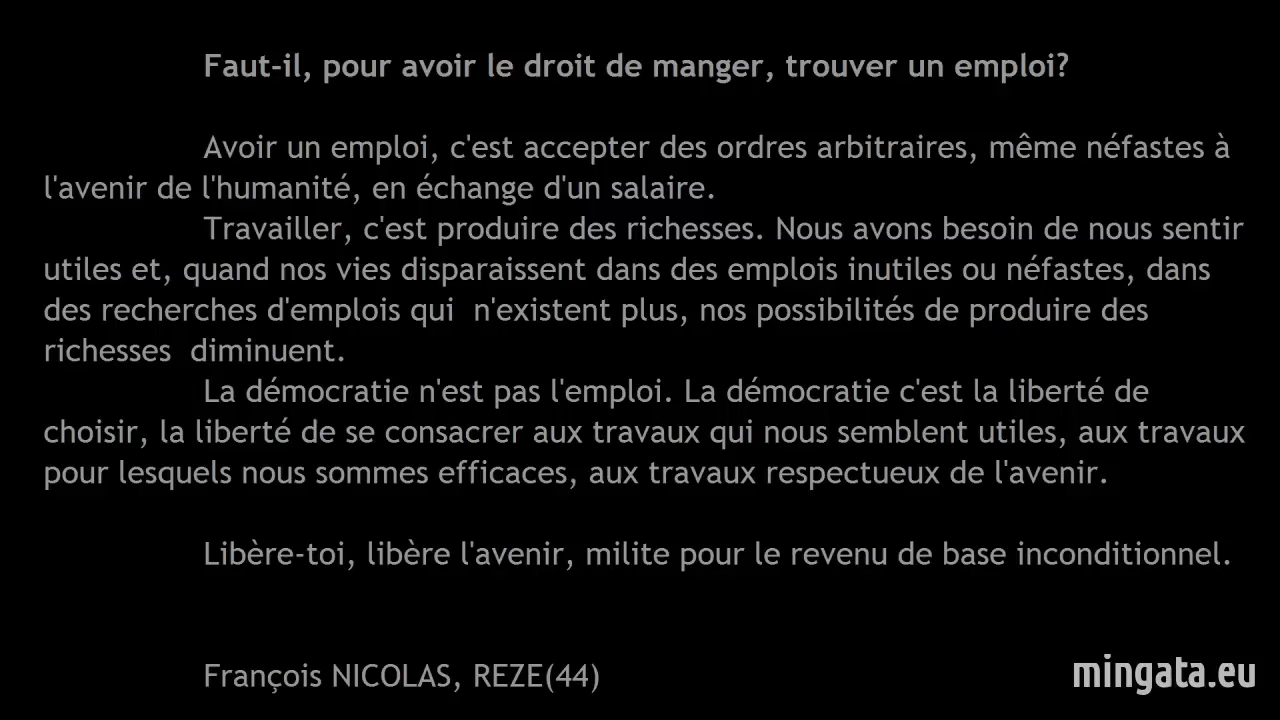 Faut-il, pour avoir le droit de manger, trouver un emploi?
Avoir un emploi, c'est accepter des ordres arbitraires, même néfastes à
l'avenir de l'humanité, en échange d'un salaire.
Travailler, c'est produire des richesses. Nous avons besoin de nous sentir
utiles et, quand nos vies disparaissent dans des emplois inutiles ou néfastes, dans
des recherches d'emplois qui  n'existent plus, nos possibilités de produire des
richesses  diminuent.
La démocratie n'est pas l'emploi. La démocratie c'est la liberté de
choisir, la liberté de se consacrer aux travaux qui nous semblent utiles, aux travaux
pour lesquels nous sommes efficaces, aux travaux respectueux de l'avenir.
Libère-toi, libère l'avenir, milite pour le revenu de base inconditionnel.
François NICOLAS, REZE(44)
mingata.eu